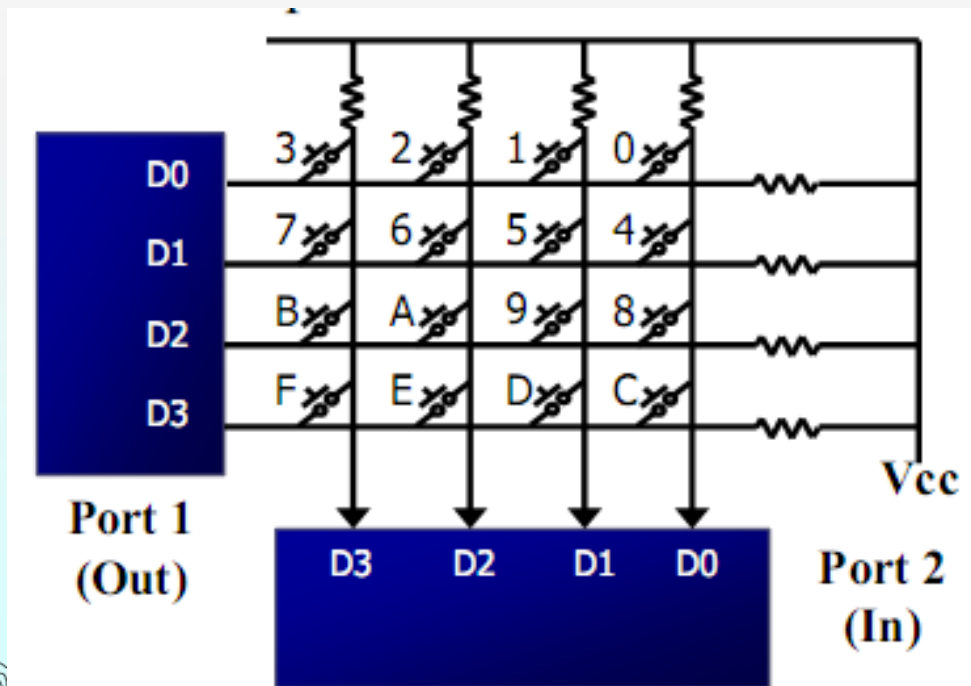 3 2 1 0
D0
7 6 5 4
D1
B A 9 8
D2
F E D C
D3
Vcc
Port 1
(Out)
D3 D2 D1 D0
Port 2
(In)